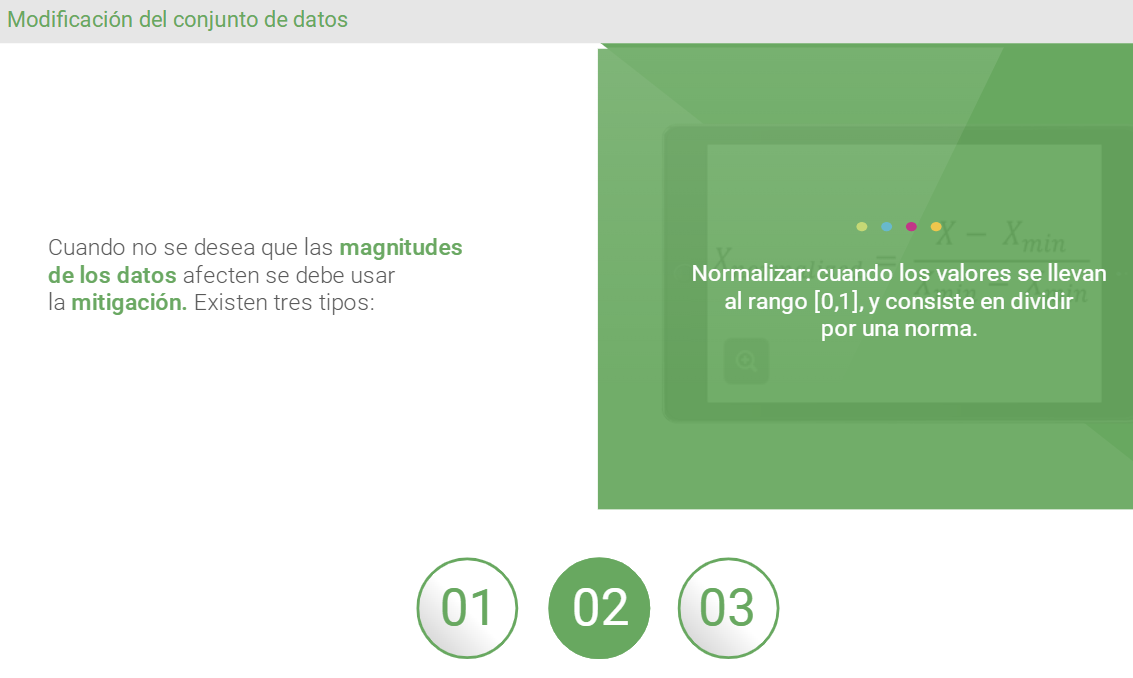 Modificación del conjunto de datos
Cuando no se desea que las magnitudes
de los datos afecten se debe usar
la mitigación. Existen tres tipos:
X − Xmin
=
Normalizar: cuando los valores se llevan
al rango [0,1], y consiste en dividir
por una norma.
01
02
03